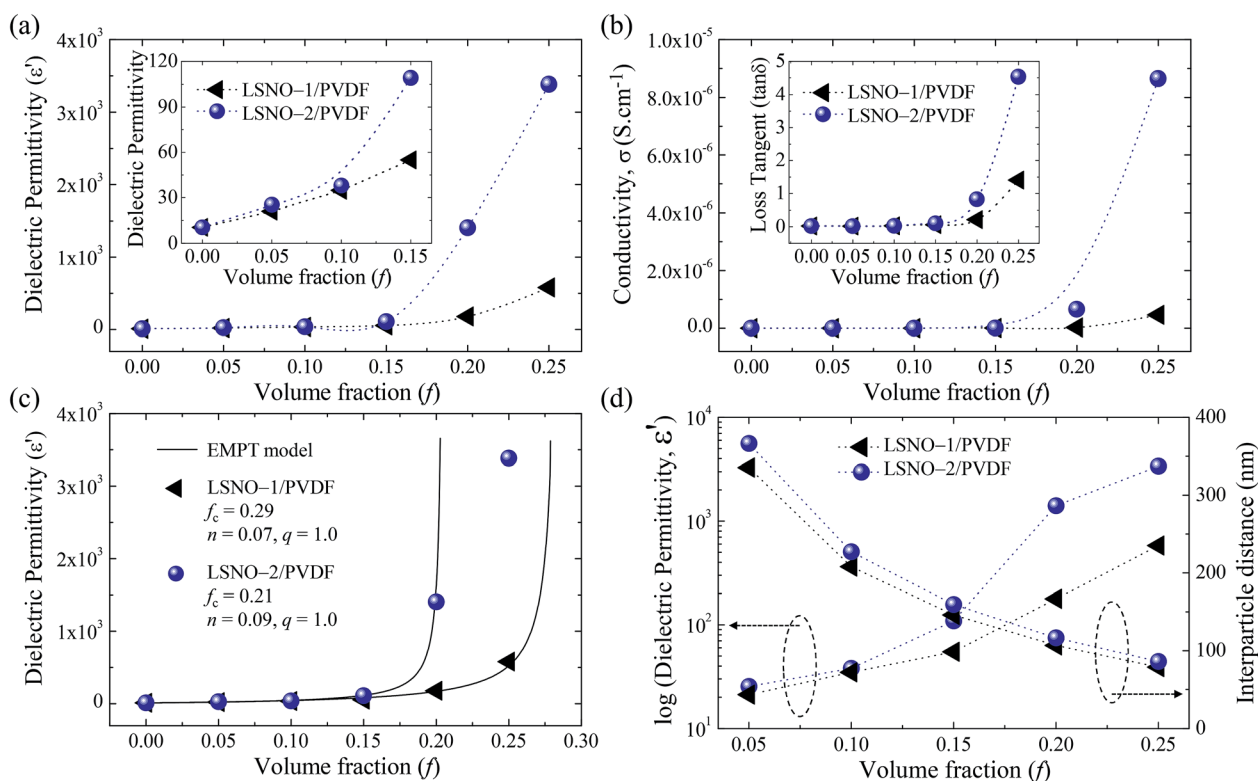 (a)
4x10³
3x10³
2x10³
1x10³
0
Dielectric Permittivity (ε')
0.00 0.05 0.10 0.15 0.20 0.25
Volume fraction (f)
120
90
60
30
0
Dielectric Permittivity
LSNO−1/PVDF
LSNO−2/PVDF
0.00 0.05 0.10 0.15
Volume fraction (f)
(b)
1.0x10⁻⁵
8.0x10⁻⁶
6.0x10⁻⁶
4.0x10⁻⁶
2.0x10⁻⁶
0.0
Conductivity, σ (S.cm⁻¹)
0.00 0.05 0.10 0.15 0.20 0.25
Volume fraction (f)
5
4
3
2
1
0
Loss Tangent (tanδ)
LSNO−1/PVDF
LSNO−2/PVDF
0.00 0.05 0.10 0.15 0.20 0.25
Volume fraction (f)
(c)
4x10³
3x10³
2x10³
1x10³
0
Dielectric Permittivity (ε')
EMPT model
LSNO−1/PVDF
f_c = 0.29
n = 0.07, q = 1.0
LSNO−2/PVDF
f_c = 0.21
n = 0.09, q = 1.0
0.00 0.05 0.10 0.15 0.20 0.25 0.30
Volume fraction (f)
(d)
10⁴
10³
10²
10¹
log (Dielectric Permittivity, ε')
LSNO−1/PVDF
LSNO−2/PVDF
400
300
200
100
0
Interparticle distance (nm)
0.05 0.10 0.15 0.20 0.25
Volume fraction (f)